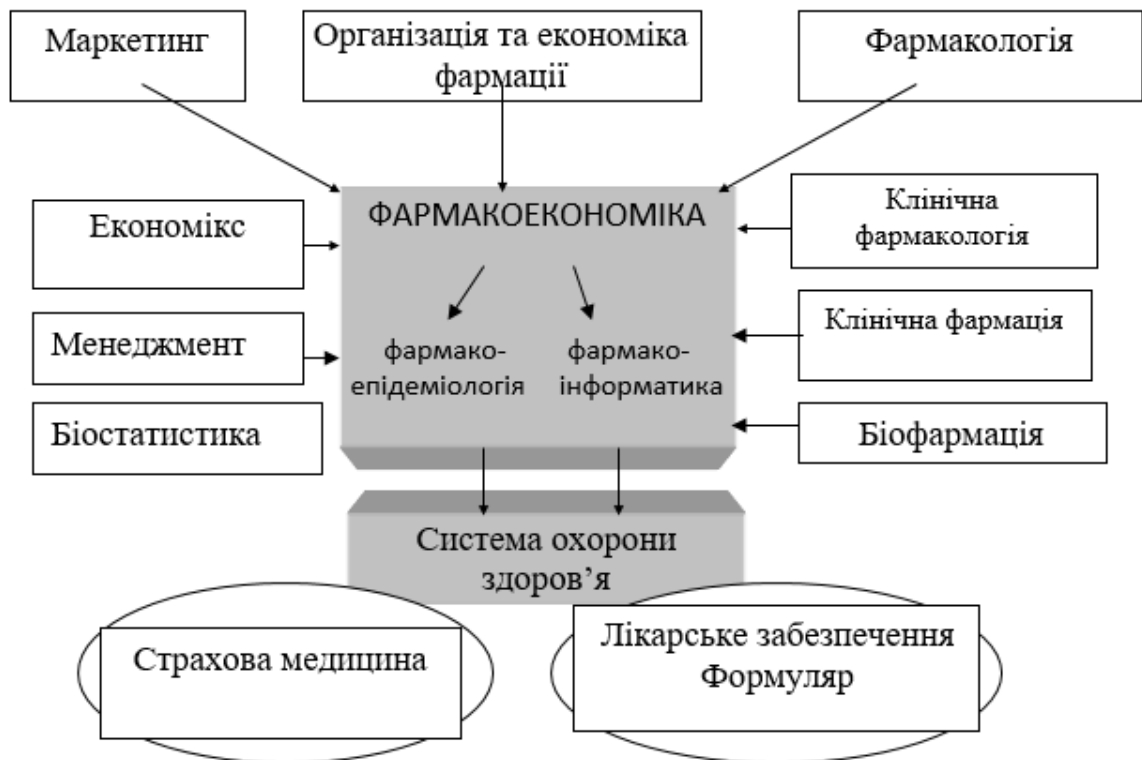 Маркетинг
Організація та економіка
фармації
Фармакологія
ФАРМАКОЕКОНОМІКА
Економікс
Клінічна
фармакологія
Менеджмент
фармако-
епідеміологія
фармако-
інформатика
Клінічна фармація
Біостатистика
Біофармація
Система охорони
здоров’я
Страхова медицина
Лікарське забезпечення
Формуляр